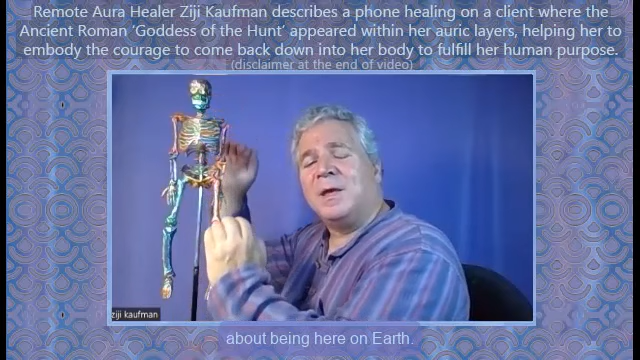 Remote Aura Healer Ziji Kaufman describes a phone healing on a client where the
Ancient Roman ‘Goddess of the Hunt’ appeared within her auric layers, helping her to
embody the courage to come back down into her body to fulfill her human purpose.
(disclaimer at the end of video)
ziji kaufman
about being here on Earth.